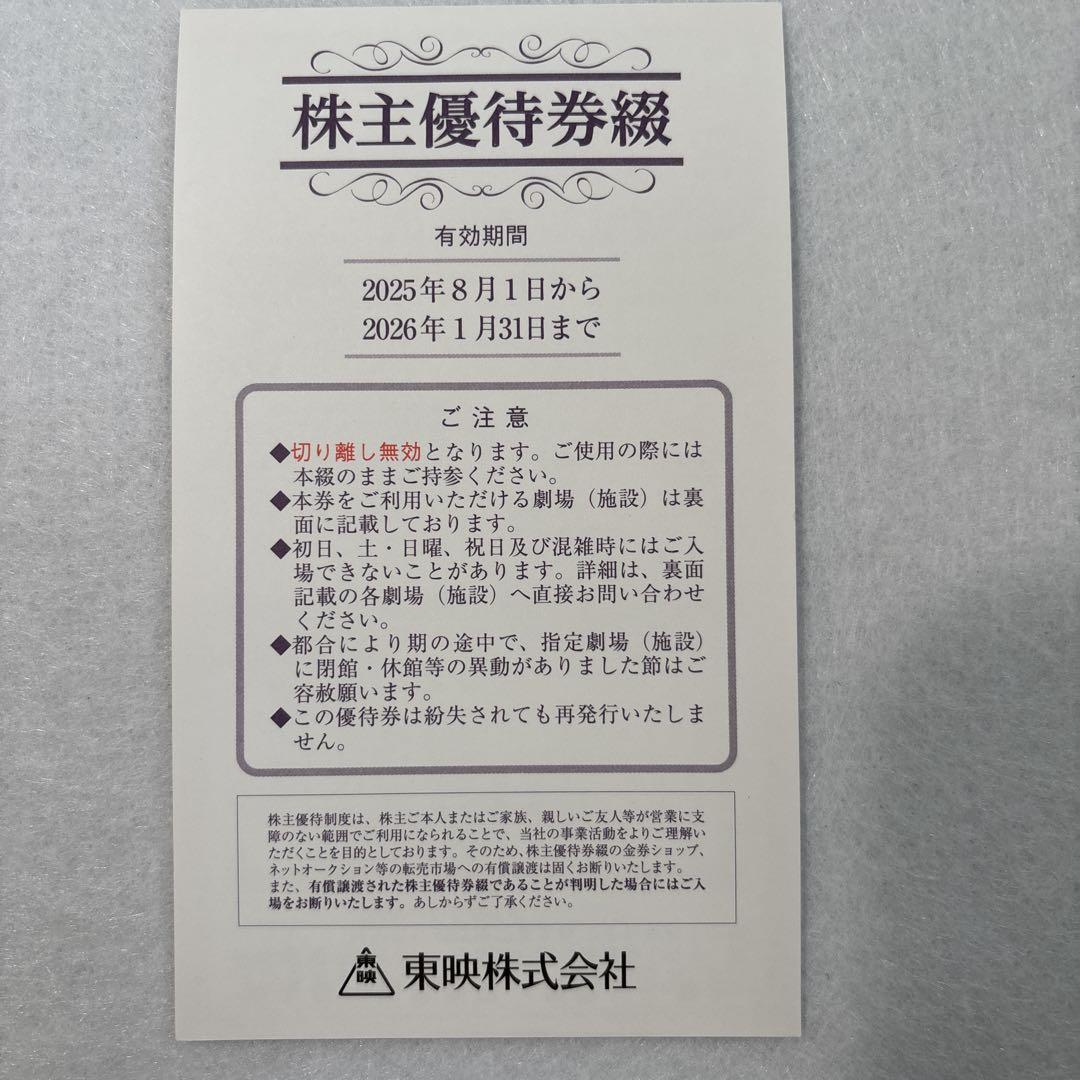 株主優待券綴
有効期間
2025年8月1日から
2026年1月31日まで
ご注意
◆切り離し無効となります。ご使用の際には
本綴のままご持参ください。
◆本券をご利用いただける劇場（施設）は裏
面に記載しております。
◆初日、土・日曜、祝日及び混雑時にはご入
場できないことがあります。詳細は、裏面
記載の各劇場（施設）へ直接お問い合わせ
ください。
◆都合により期の途中で、指定劇場（施設）
に閉館・休館等の異動がありました節はご
容赦願います。
◆この優待券は紛失されても再発行いたしま
せん。
株主優待制度は、株主ご本人またはご家族、親しいご友人等が営業に支
障のない範囲でご利用になられることで、当社の事業活動をよりご理解い
ただくことを目的としております。そのため、株主優待券綴の金券ショップ、
ネットオークション等の転売市場への有償譲渡は固くお断りいたします。
また、有償譲渡された株主優待券綴であることが判明した場合にはご入
場をお断りいたします。あしからずご了承ください。
東映 東映株式会社